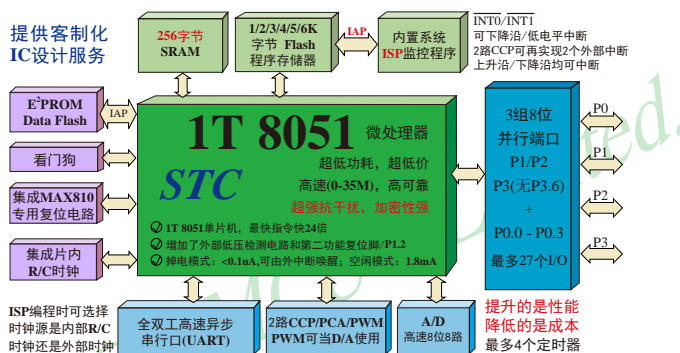 提供客制化
IC设计服务
256字节
SRAM
1/2/3/4/5/6K
字节 Flash
程序存储器
IAP
内置系统
ISP监控程序
INT0/INT1
可下降沿/低电平中断
2路CCP可再实现2个外部中断
上升沿/下降沿均可中断
E²PROM
Data Flash
IAP
看门狗
集成MAX810
专用复位电路
集成片内
R/C时钟
1T 8051
微处理器
STC
超低功耗，超低价
高速(0-35M)，高可靠
超强抗干扰，加密性强
1T 8051单片机，最快指令快24倍
增加了外部低压检测电路和第二功能复位脚/P1.2
掉电模式：<0.1uA,可由外中断唤醒；空闲模式：1.8mA
3组8位
并行端口
P1/P2
P3(无P3.6)
+
P0.0 - P0.3
最多27个I/O
P0
P1
P2
P3
ISP编程时可选择
时钟源是内部R/C
时钟还是外部时钟
全双工高速异步
串行口(UART)
2路CCP/PCA/PWM
PWM可当D/A使用
A/D
高速8位8路
提升的是性能
降低的是成本
最多4个定时器